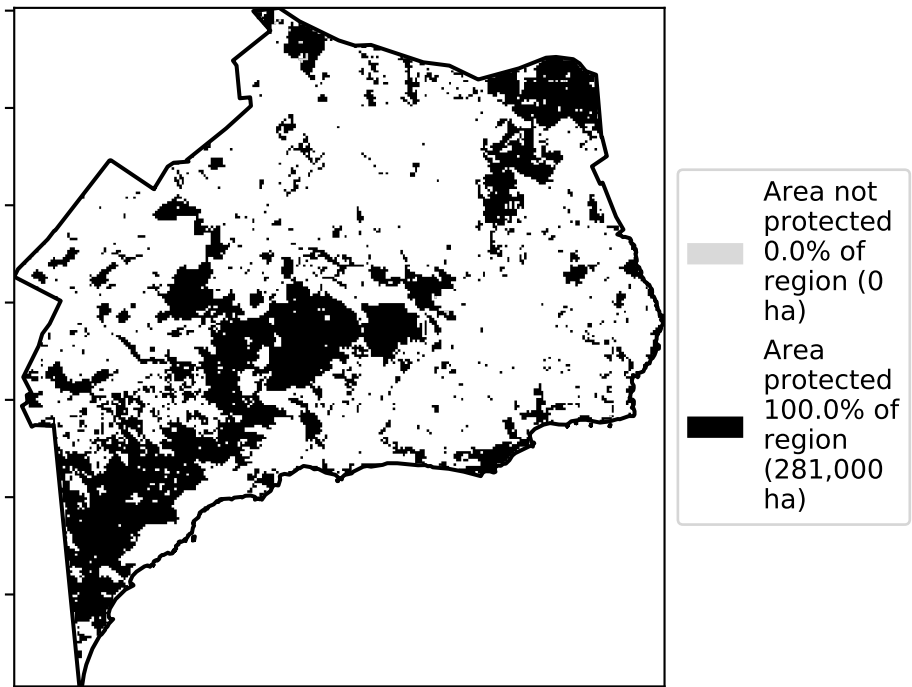 Area not
protected
0.0% of
region (0
ha)
Area
protected
100.0% of
region
(281,000
ha)